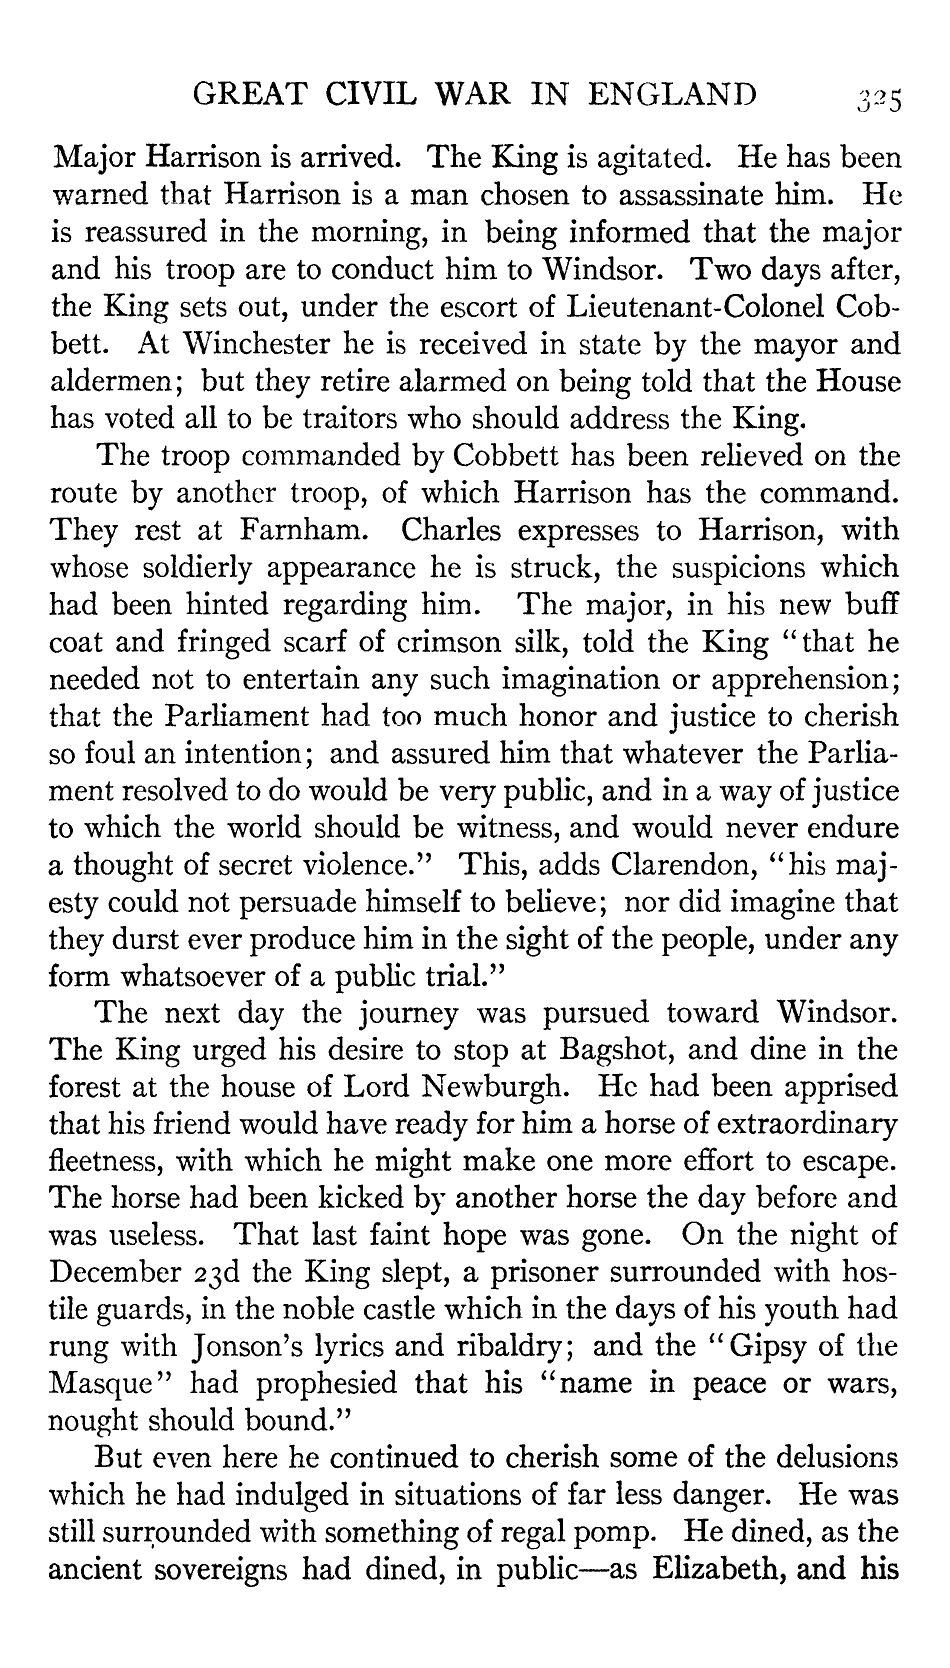 GREAT CIVIL WAR IN ENGLAND 325
Major Harrison is arrived. The King is agitated. He has been
warned that Harrison is a man chosen to assassinate him. He
is reassured in the morning, in being informed that the major
and his troop are to conduct him to Windsor. Two days after,
the King sets out, under the escort of Lieutenant-Colonel Cob-
bett. At Winchester he is received in state by the mayor and
aldermen; but they retire alarmed on being told that the House
has voted all to be traitors who should address the King.
The troop commanded by Cobbett has been relieved on the
route by another troop, of which Harrison has the command.
They rest at Farnham. Charles expresses to Harrison, with
whose soldierly appearance he is struck, the suspicions which
had been hinted regarding him. The major, in his new buff
coat and fringed scarf of crimson silk, told the King "that he
needed not to entertain any such imagination or apprehension;
that the Parliament had too much honor and justice to cherish
so foul an intention; and assured him that whatever the Parlia-
ment resolved to do would be very public, and in a way of justice
to which the world should be witness, and would never endure
a thought of secret violence." This, adds Clarendon, "his maj-
esty could not persuade himself to believe; nor did imagine that
they durst ever produce him in the sight of the people, under any
form whatsoever of a public trial."
The next day the journey was pursued toward Windsor.
The King urged his desire to stop at Bagshot, and dine in the
forest at the house of Lord Newburgh. He had been apprised
that his friend would have ready for him a horse of extraordinary
fleetness, with which he might make one more effort to escape.
The horse had been kicked by another horse the day before and
was useless. That last faint hope was gone. On the night of
December 23d the King slept, a prisoner surrounded with hos-
tile guards, in the noble castle which in the days of his youth had
rung with Jonson's lyrics and ribaldry; and the "Gipsy of the
Masque" had prophesied that his "name in peace or wars,
nought should bound."
But even here he continued to cherish some of the delusions
which he had indulged in situations of far less danger. He was
still surrounded with something of regal pomp. He dined, as the
ancient sovereigns had dined, in public—as Elizabeth, and his